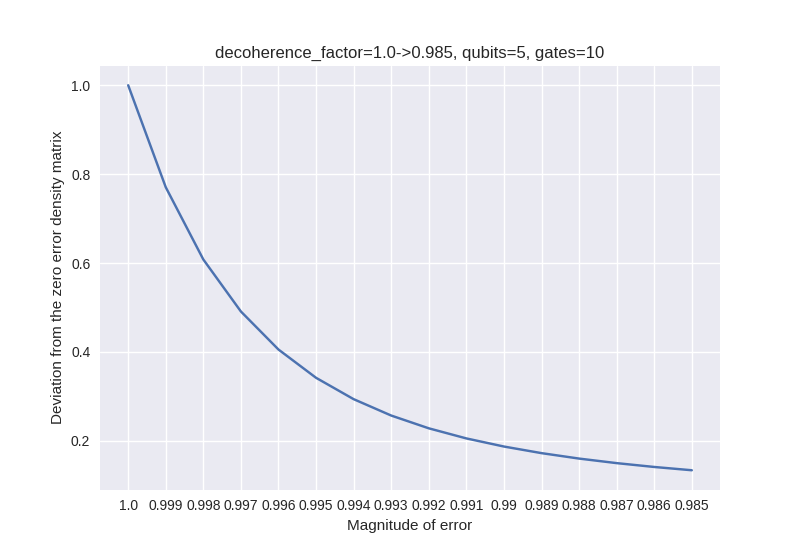 decoherence_factor=1.0->0.985, qubits=5, gates=10
Deviation from the zero error density matrix
1.0
0.8
0.6
0.4
0.2
1.0 0.999 0.998 0.997 0.996 0.995 0.994 0.993 0.992 0.991 0.99 0.989 0.988 0.987 0.986 0.985
Magnitude of error